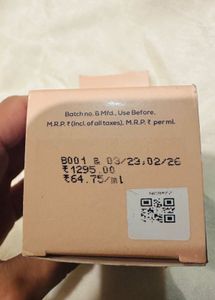 Batch no. & Mfd., Use Before.
M.R.P. ₹ (incl. of all taxes). M.R.P. ₹ per ml.
B001 & 03/23,02/26
₹1295.00
₹64.75/ml